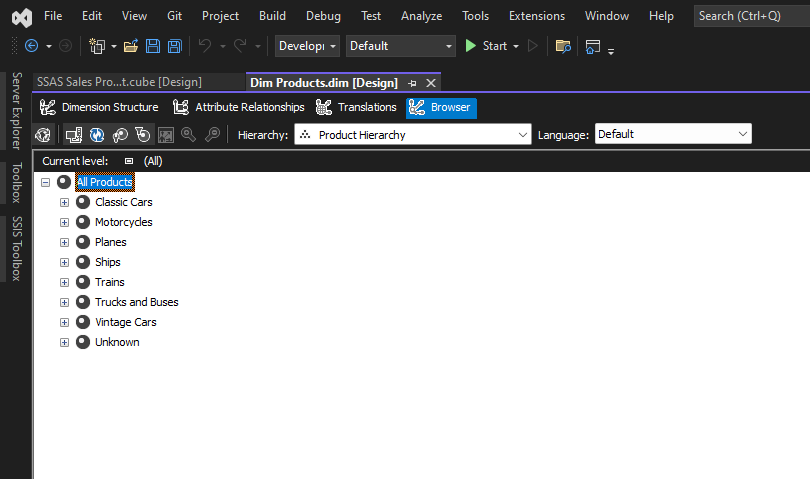 File Edit View Git Project Build Debug Test Analyze Tools Extensions Window Help Search (Ctrl+Q)
Develop Default Start
SSAS Sales Pro...t.cube [Design] Dim Products.dim [Design]
Dimension Structure Attribute Relationships Translations Browser
Hierarchy: Product Hierarchy Language: Default
Current level: (All)
All Products
Classic Cars
Motorcycles
Planes
Ships
Trains
Trucks and Buses
Vintage Cars
Unknown
Server Explorer
Toolbox
SSIS Toolbox